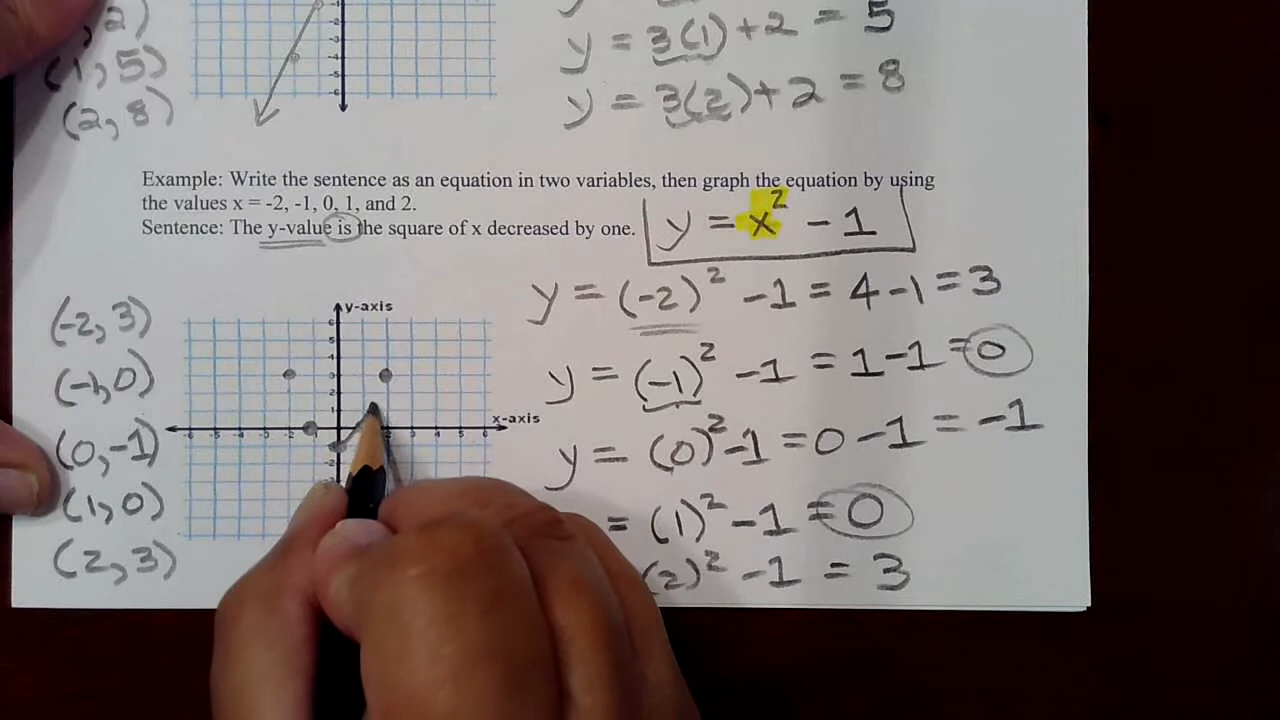 , 2)
(1, 5)
(2, 8)
y = 3(1) + 2 = 5
y = 3(2) + 2 = 8
Example: Write the sentence as an equation in two variables, then graph the equation by using
the values x = -2, -1, 0, 1, and 2.
Sentence: The y-value is the square of x decreased by one.
y = x² - 1
(-2, 3)
(-1, 0)
(0, -1)
(1, 0)
(2, 3)
y-axis
x-axis
y = (-2)² - 1 = 4 - 1 = 3
y = (-1)² - 1 = 1 - 1 = 0
y = (0)² - 1 = 0 - 1 = -1
= (1)² - 1 = 0
(2)² - 1 = 3